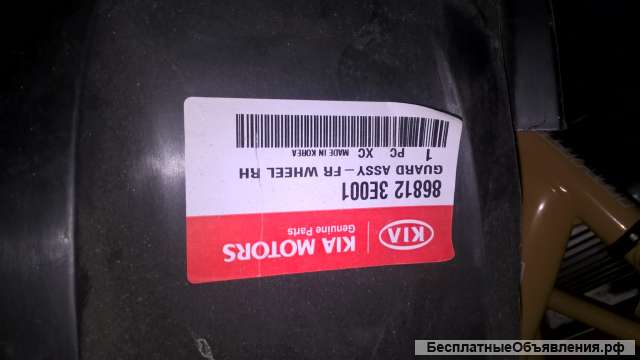 KIA
KIA MOTORS
Genuine Parts
86812 3E001
GUARD ASSY-FR WHEEL RH
1 PC XC MADE IN KOREA
БесплатныеОбъявления.рф